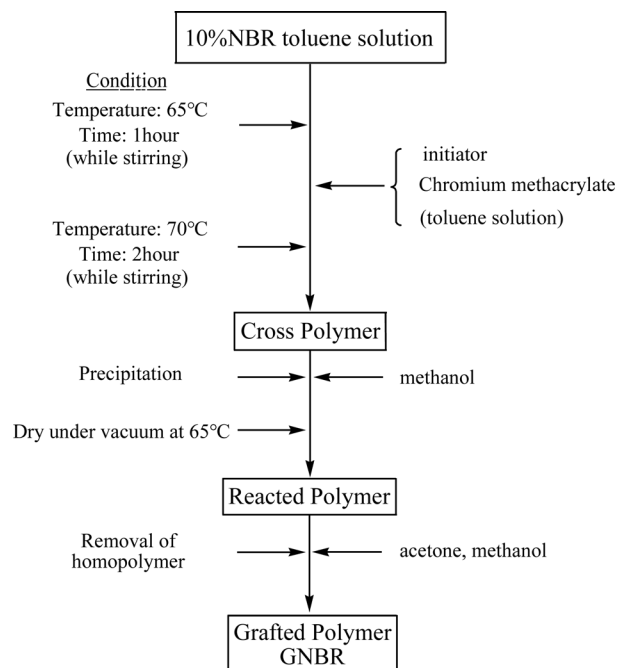 10%NBR toluene solution
Condition
Temperature: 65°C
Time: 1hour
(while stirring)
initiator
Chromium methacrylate
(toluene solution)
Temperature: 70°C
Time: 2hour
(while stirring)
Cross Polymer
Precipitation
methanol
Dry under vacuum at 65°C
Reacted Polymer
Removal of
homopolymer
acetone, methanol
Grafted Polymer
GNBR